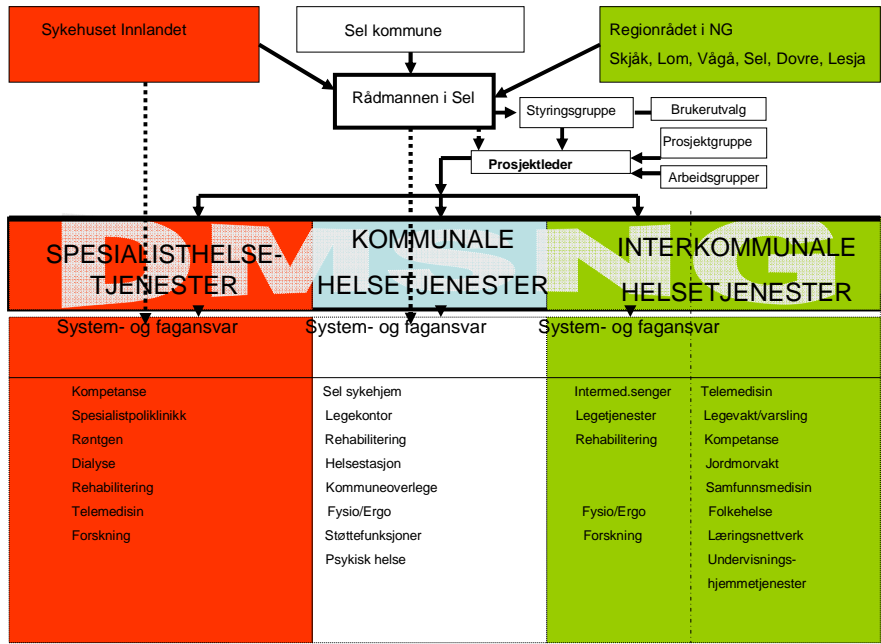 Sykehuset Innlandet
Sel kommune
Regionrådet i NG
Skjåk, Lom, Vågå, Sel, Dovre, Lesja
Rådmannen i Sel
Styringsgruppe
Brukerutvalg
Prosjektgruppe
Prosjektleder
Arbeidsgrupper
DMS-NG
SPESIALISTHELSE-
TJENESTER
KOMMUNALE
HELSETJENESTER
INTERKOMMUNALE
HELSETJENESTER
System- og fagansvar
System- og fagansvar
System- og fagansvar
Kompetanse
Spesialistpoliklinikk
Røntgen
Dialyse
Rehabilitering
Telemedisin
Forskning
Sel sykehjem
Legekontor
Rehabilitering
Helsestasjon
Kommuneoverlege
Fysio/Ergo
Støttefunksjoner
Psykisk helse
Intermed.senger
Legetjenester
Rehabilitering
Fysio/Ergo
Forskning
Telemedisin
Legevakt/varsling
Kompetanse
Jordmorvakt
Samfunnsmedisin
Folkehelse
Læringsnettverk
Undervisnings-
hjemmetjenester